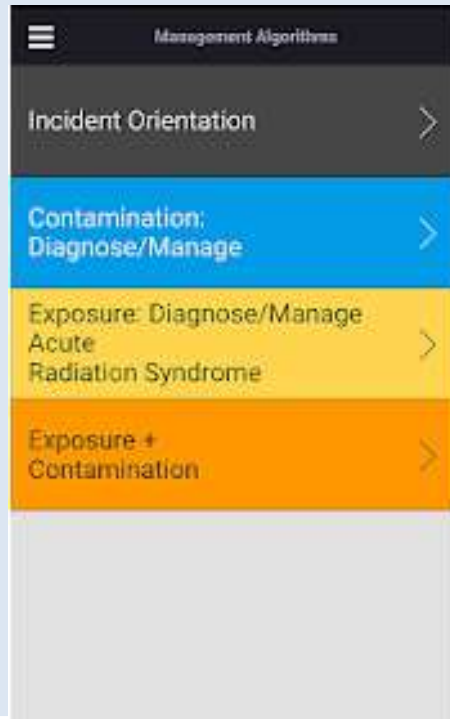 Management Algorithms
Incident Orientation
Contamination:
Diagnose/Manage
Exposure: Diagnose/Manage
Acute
Radiation Syndrome
Exposure +
Contamination